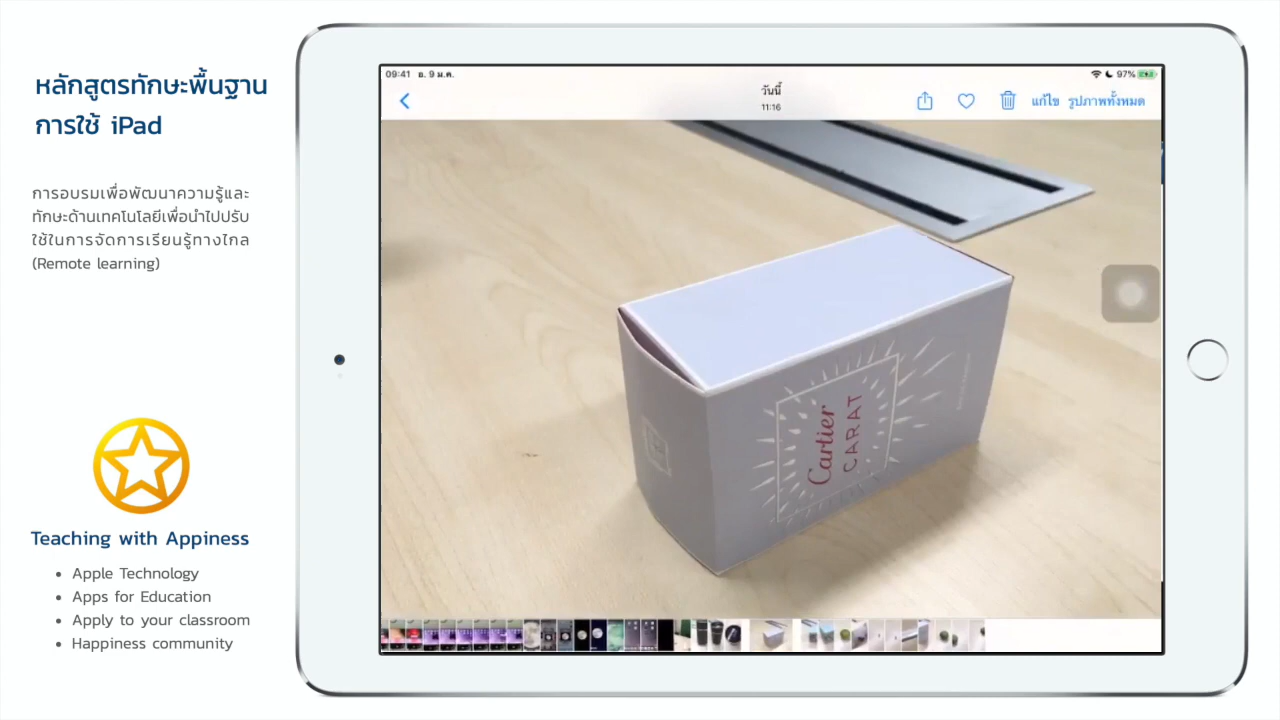 หลักสูตรทักษะพื้นฐาน
การใช้ iPad
การอบรมเพื่อพัฒนาความรู้และ
ทักษะด้านเทคโนโลยีเพื่อนำไปปรับ
ใช้ในการจัดการเรียนรู้ทางไกล
(Remote learning)
Teaching with Appiness
Apple Technology
Apps for Education
Apply to your classroom
Happiness community
09:41 อ. 9 ม.ค.
97%
วันนี้
11:16
แก้ไข รูปภาพทั้งหมด
Cartier
CARAT